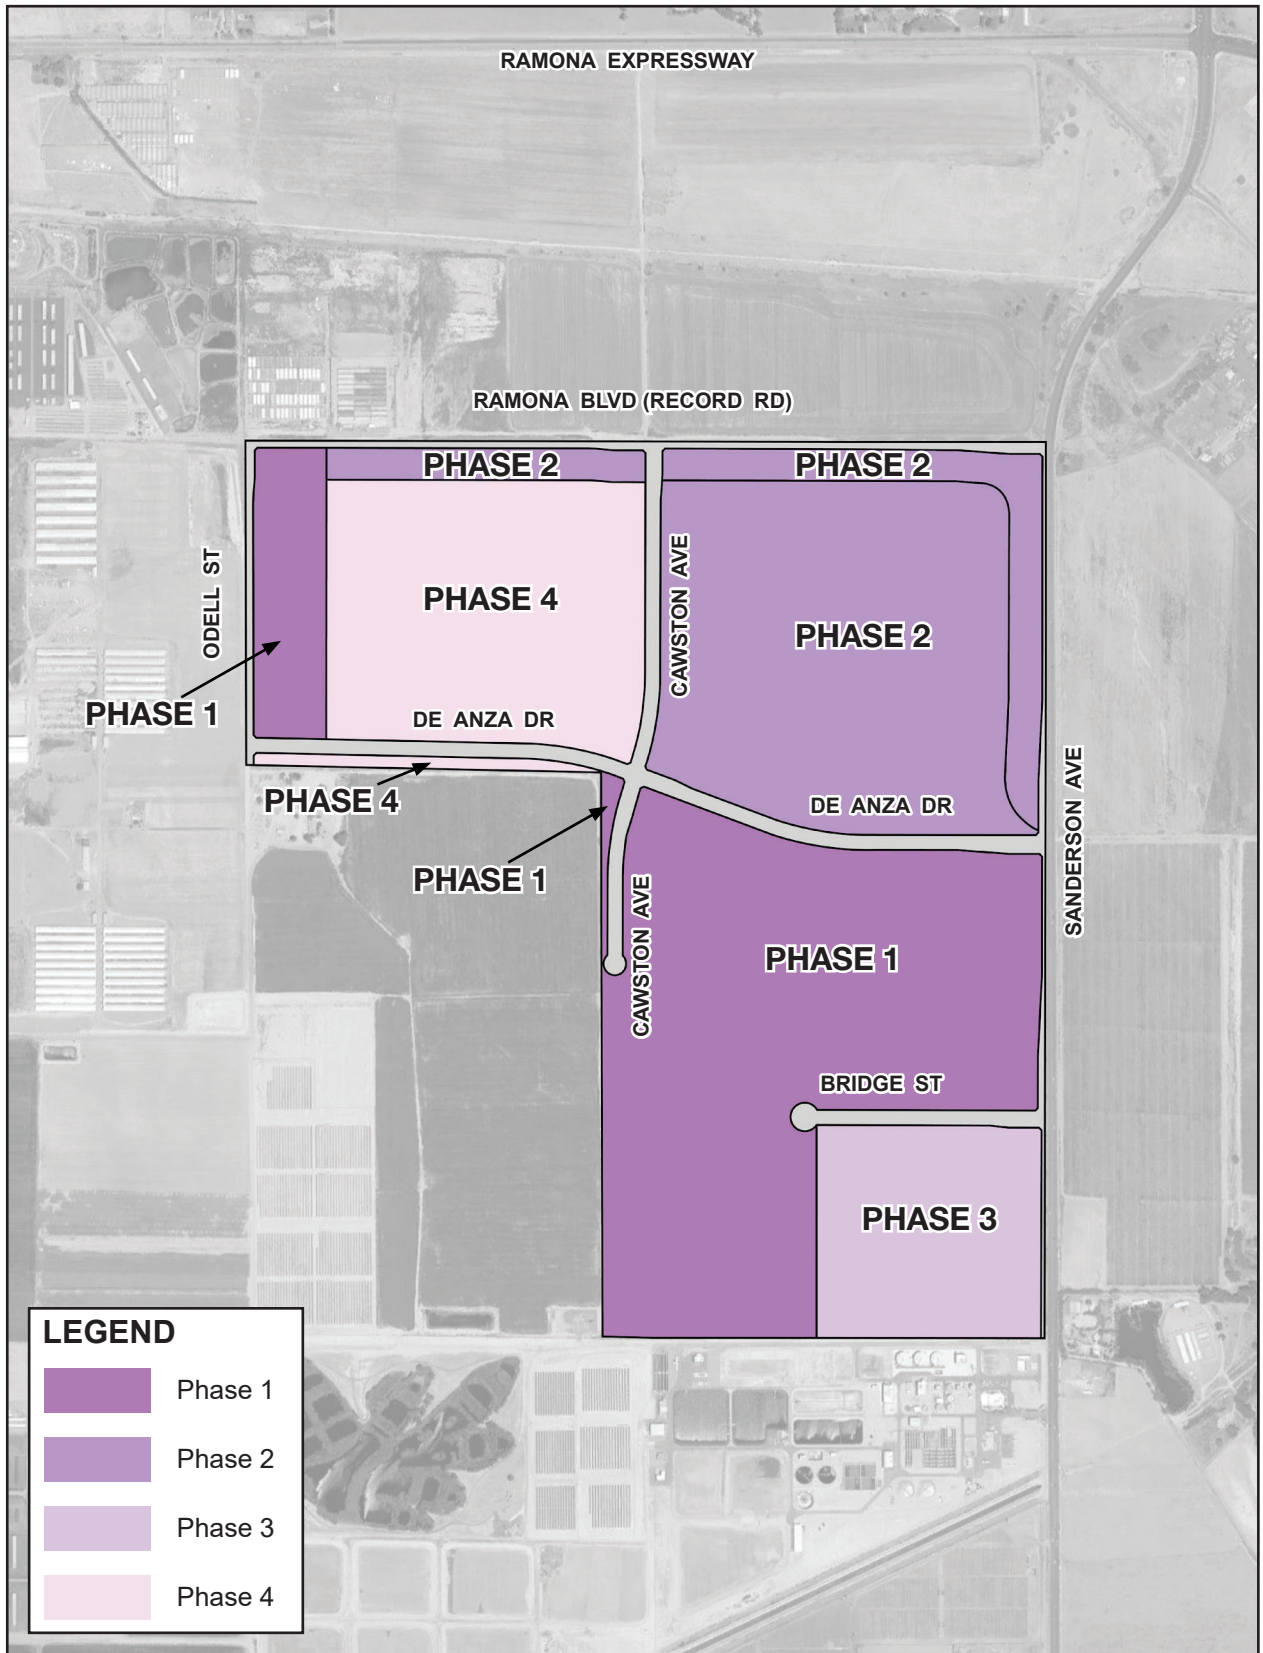 RAMONA EXPRESSWAY
RAMONA BLVD (RECORD RD)
PHASE 2
PHASE 2
ODELL ST
PHASE 4
CAWSTON AVE
PHASE 2
PHASE 1
DE ANZA DR
PHASE 4
DE ANZA DR
SANDERSON AVE
PHASE 1
CAWSTON AVE
PHASE 1
BRIDGE ST
PHASE 3
LEGEND
Phase 1
Phase 2
Phase 3
Phase 4